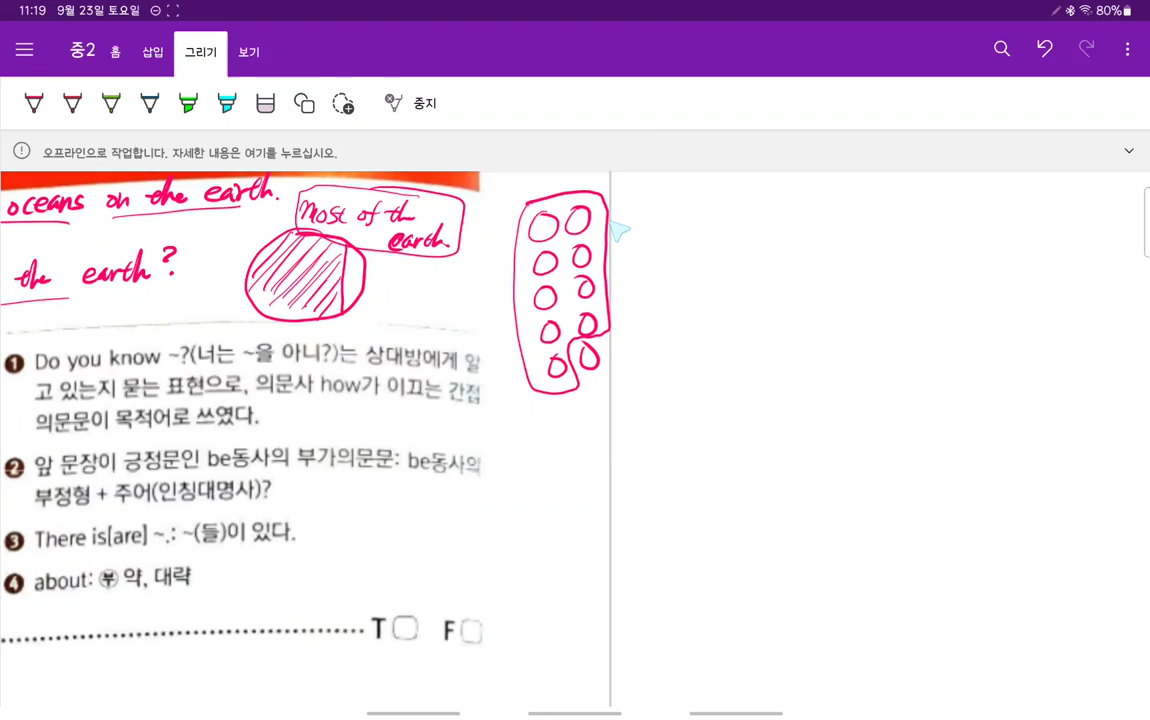 11:19 9월 23일 토요일 80%
중2 홈 삽입 그리기 보기
중지
오프라인으로 작업합니다. 자세한 내용은 여기를 누르십시오.
oceans on the earth.
Most of the
earth
the earth?
❶ Do you know ~?(너는 ~을 아니?)는 상대방에게 알
고 있는지 묻는 표현으로, 의문사 how가 이끄는 간접
의문문이 목적어로 쓰였다.
❷ 앞 문장이 긍정문인 be동사의 부가의문문: be동사의
부정형 + 주어(인칭대명사)?
❸ There is[are] ~.: ~(들)이 있다.
❹ about: ㊝ 약, 대략
T F